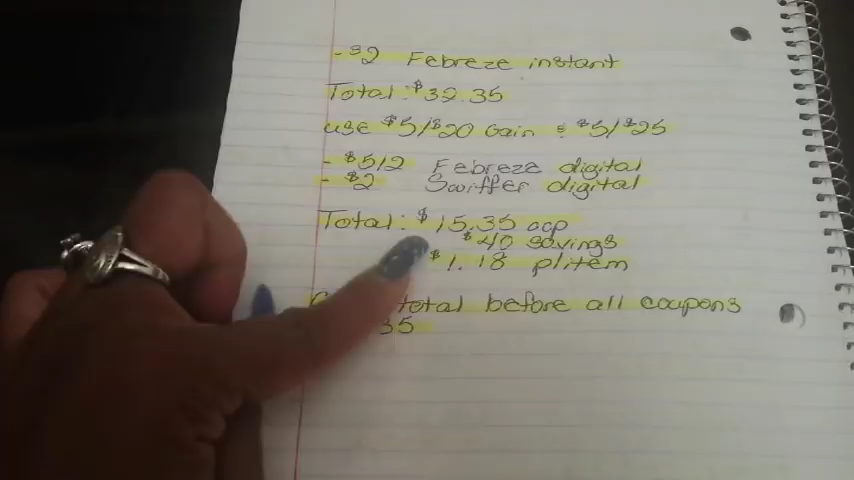 -$2 Febreze instant
Total: $32.35
use $5/$20 Gain & $5/$25
- $5/2 Febreze digital
- $2 Swiffer digital
Total: $15.35 oop
$40 savings
$1.18 p/item
total before all coupons
35